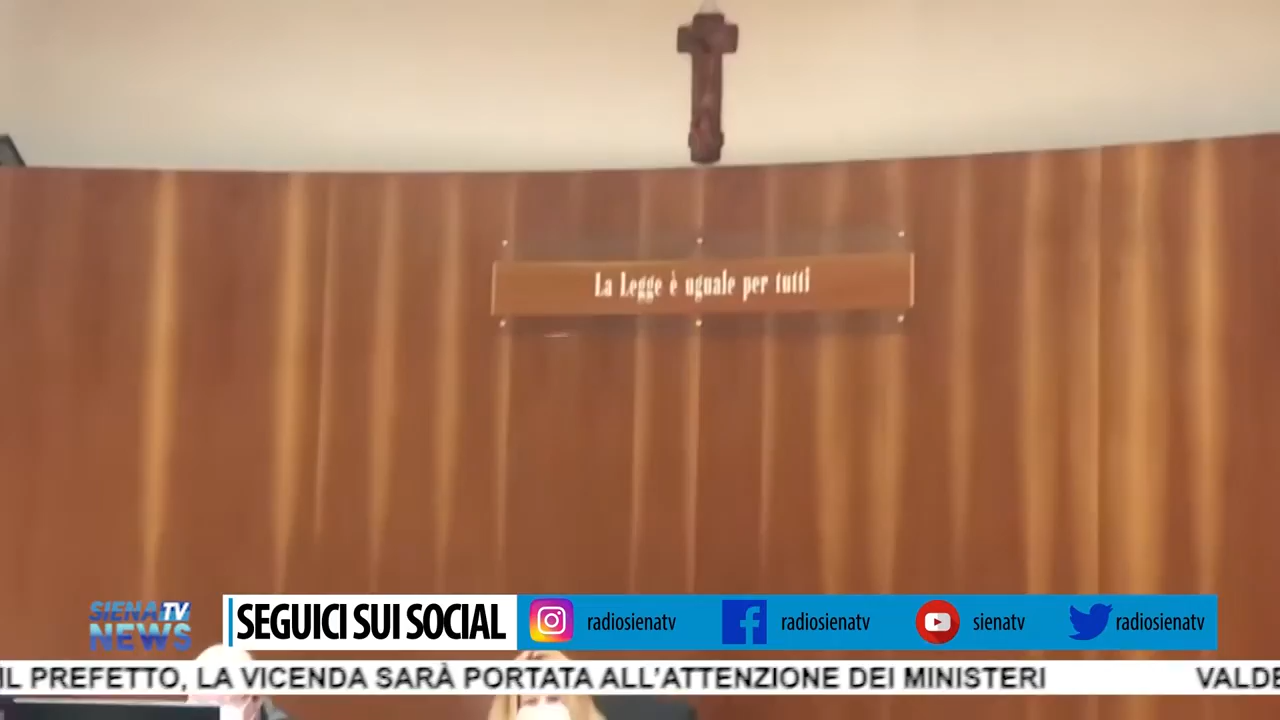 La Legge è uguale per tutti
SIENA TV
NEWS
SEGUICI SUI SOCIAL
radiosienatv
radiosienatv
sienatv
radiosienatv
IL PREFETTO, LA VICENDA SARÀ PORTATA ALL'ATTENZIONE DEI MINISTERI